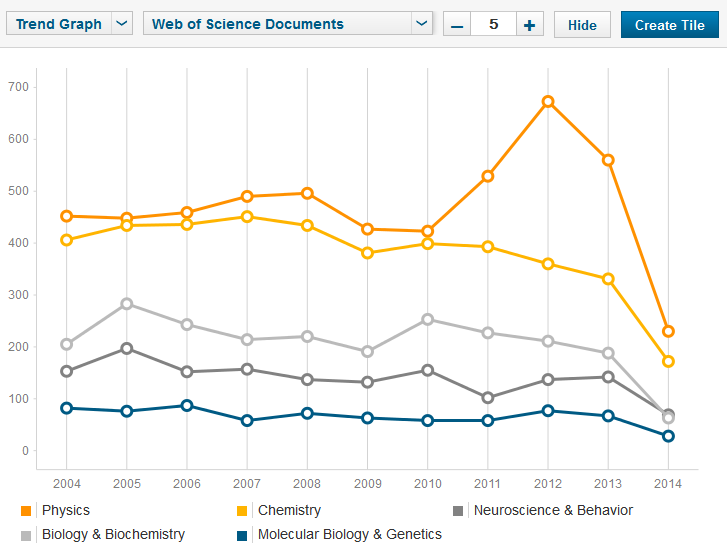 Trend Graph Web of Science Documents – 5 + Hide Create Tile
700
600
500
400
300
200
100
0
2004 2005 2006 2007 2008 2009 2010 2011 2012 2013 2014
Physics Chemistry Neuroscience & Behavior
Biology & Biochemistry Molecular Biology & Genetics